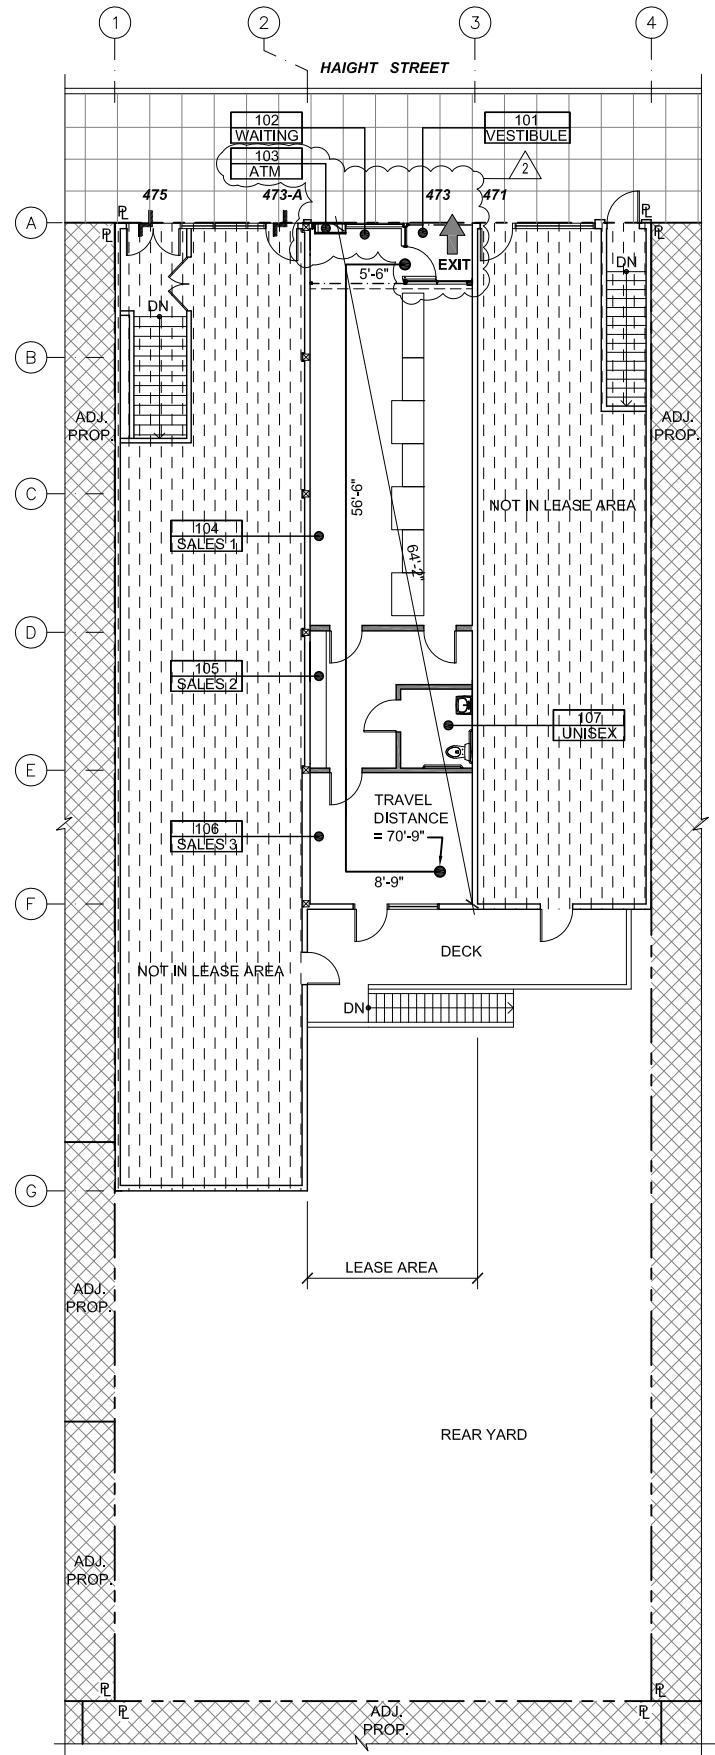 1
2
3
4
HAIGHT STREET
102
WAITING
101
VESTIBULE
103
ATM
2
475
473-A
473
471
PL
PL
PL
PL
A
EXIT
5'-6"
DN
DN
B
ADJ.
PROP.
ADJ.
PROP.
C
56'-6"
NOT IN LEASE AREA
104
SALES 1
64'-2"
D
105
SALES 2
107
UNISEX
E
TRAVEL
DISTANCE
= 70'-9"
106
SALES 3
8'-9"
F
DECK
NOT IN LEASE AREA
DN
G
LEASE AREA
ADJ.
PROP.
REAR YARD
ADJ.
PROP.
PL
PL
PL
PL
ADJ.
PROP.